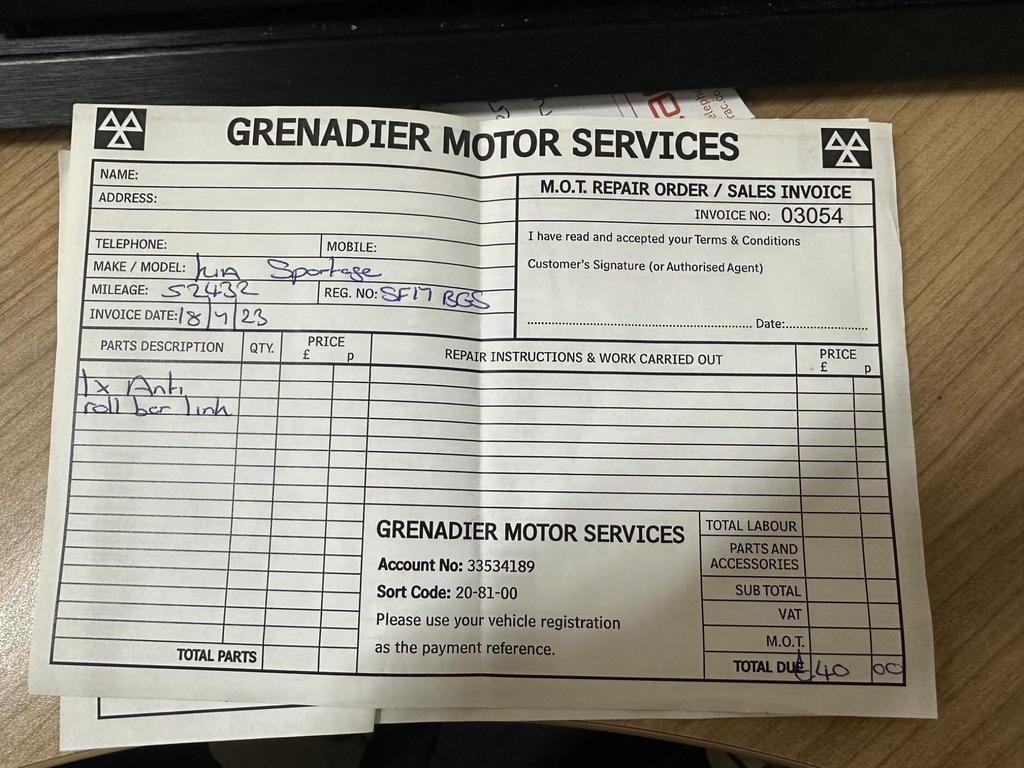 GRENADIER MOTOR SERVICES
NAME:
ADDRESS:
TELEPHONE:
MOBILE:
MAKE / MODEL: Kia Sportage
MILEAGE: 52432
REG. NO: SF17 BGS
INVOICE DATE: 18/7/23
M.O.T. REPAIR ORDER / SALES INVOICE
INVOICE NO: 03054
I have read and accepted your Terms & Conditions
Customer's Signature (or Authorised Agent)
Date:
PARTS DESCRIPTION QTY. PRICE
£ p
REPAIR INSTRUCTIONS & WORK CARRIED OUT PRICE
£ p
1x Anti
roll bar link
GRENADIER MOTOR SERVICES
Account No: 33534189
Sort Code: 20-81-00
Please use your vehicle registration
as the payment reference.
TOTAL PARTS
TOTAL LABOUR
PARTS AND
ACCESSORIES
SUB TOTAL
VAT
M.O.T.
TOTAL DUE £40 00